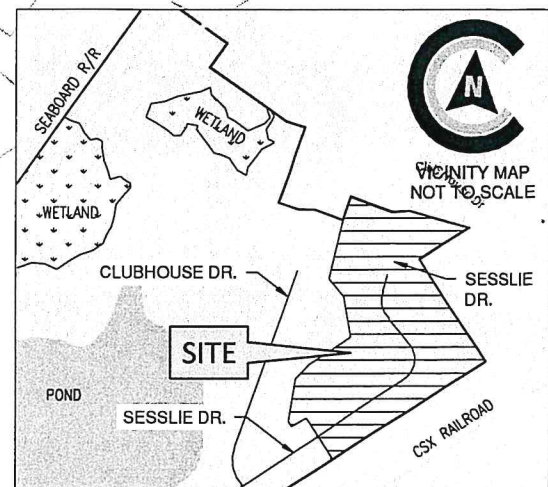 SEABOARD R/R
N
WETLAND
VICINITY MAP
NOT TO SCALE
WETLAND
CLUBHOUSE DR.
SESSLIE
DR.
SITE
POND
SESSLIE DR.
CSX RAILROAD